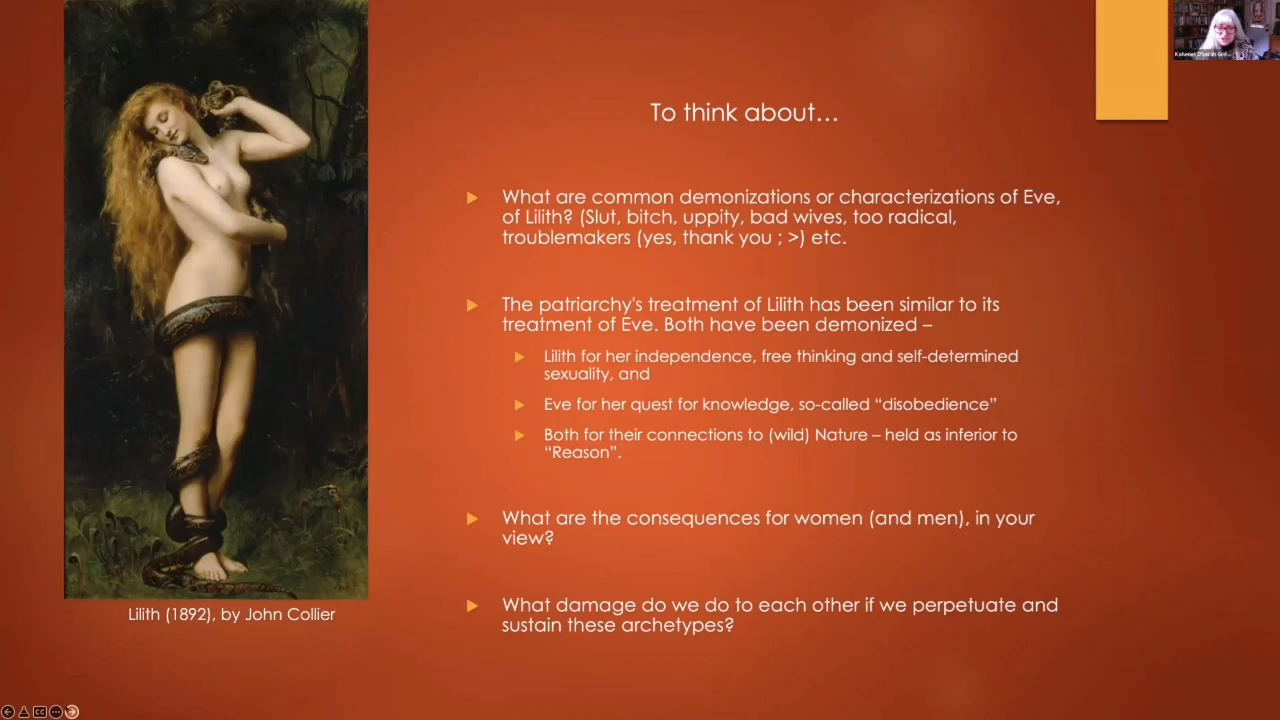 Kohenet D'vorah
To think about…
What are common demonizations or characterizations of Eve,
of Lilith? (Slut, bitch, uppity, bad wives, too radical,
troublemakers (yes, thank you ; >) etc.
The patriarchy's treatment of Lilith has been similar to its
treatment of Eve. Both have been demonized –
Lilith for her independence, free thinking and self-determined
sexuality, and
Eve for her quest for knowledge, so-called “disobedience”
Both for their connections to (wild) Nature – held as inferior to
“Reason”.
What are the consequences for women (and men), in your
view?
What damage do we do to each other if we perpetuate and
sustain these archetypes?
Lilith (1892), by John Collier